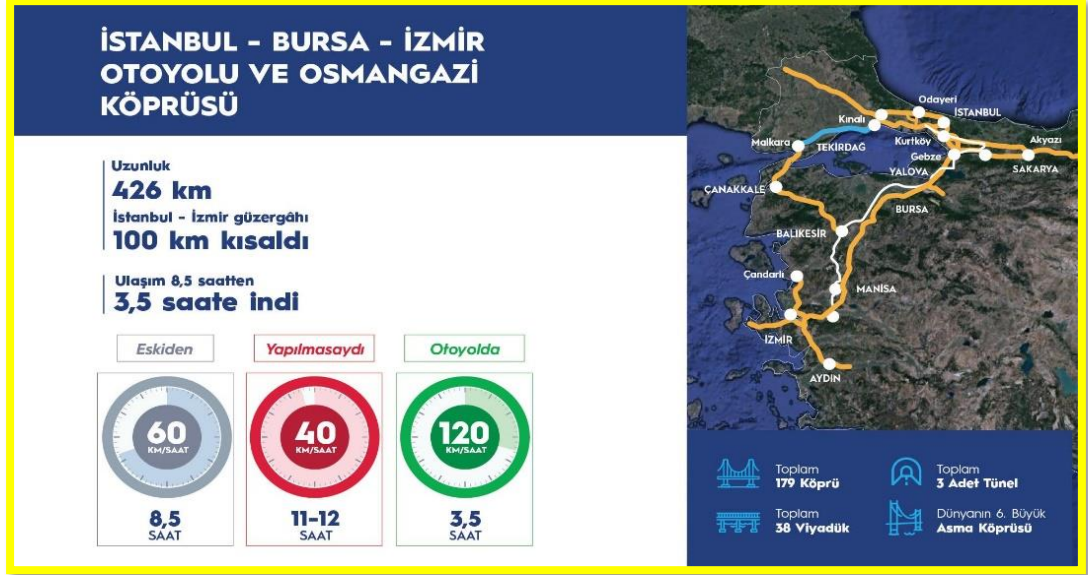 İSTANBUL - BURSA - İZMİR
OTOYOLU VE OSMANGAZİ
KÖPRÜSÜ
Uzunluk
426 km
İstanbul - İzmir güzergâhı
100 km kısaldı
Ulaşım 8,5 saatten
3,5 saate indi
Eskiden
60
KM/SAAT
8,5
SAAT
Yapılmasaydı
40
KM/SAAT
11-12
SAAT
Otoyolda
120
KM/SAAT
3,5
SAAT
Odayeri
İSTANBUL
Kınalı
Malkara
TEKİRDAĞ
Kurtköy
Akyazı
Gebze
SAKARYA
YALOVA
ÇANAKKALE
BURSA
BALIKESİR
Çandarlı
MANİSA
İZMİR
AYDIN
Toplam
179 Köprü
Toplam
3 Adet Tünel
Toplam
38 Viyadük
Dünyanın 6. Büyük
Asma Köprüsü